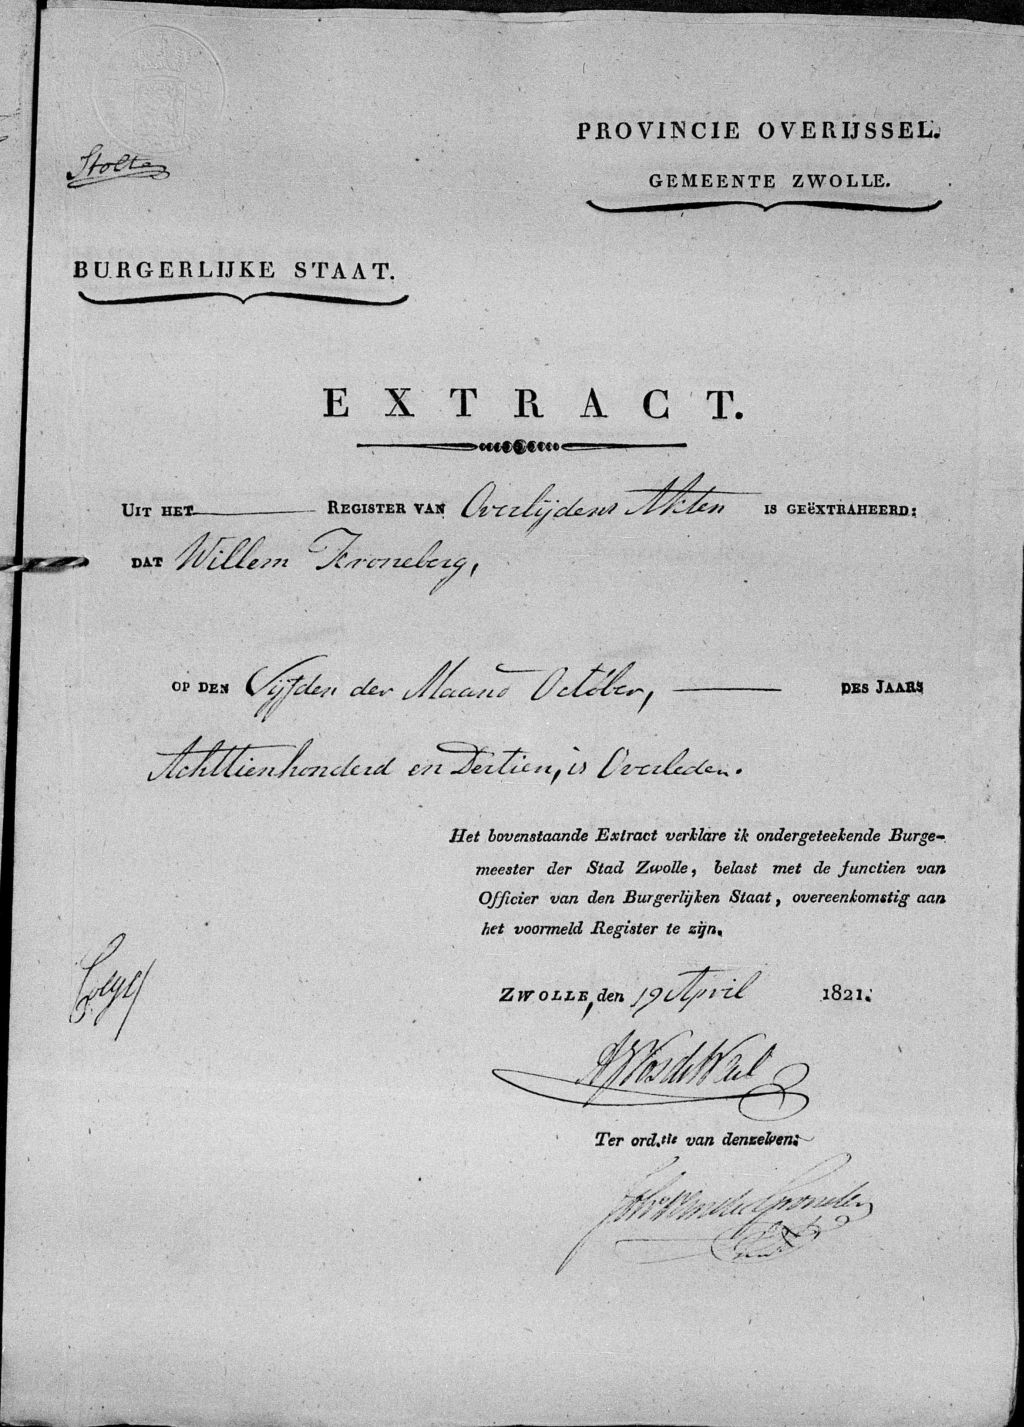 PROVINCIE OVERIJSSEL.
GEMEENTE ZWOLLE.
Stolte
BURGERLIJKE STAAT.
EXTRACT.
UIT HET REGISTER VAN Overlijdens Akten IS GEËXTRAHEERD:
DAT Willem Kroneberg,
OP DEN Vijfden der Maand October, DES JAARS
Achttienhonderd en Dertien, is Overleden.
Het bovenstaande Extract verklare ik ondergeteekende Burge-
meester der Stad Zwolle, belast met de functien van
Officier van den Burgerlijken Staat, overeenkomstig aan
het voormeld Register te zijn.
ZWOLLE, den 19 April 1821.
Vos de Wael
Ter ord.tie van denzelven: